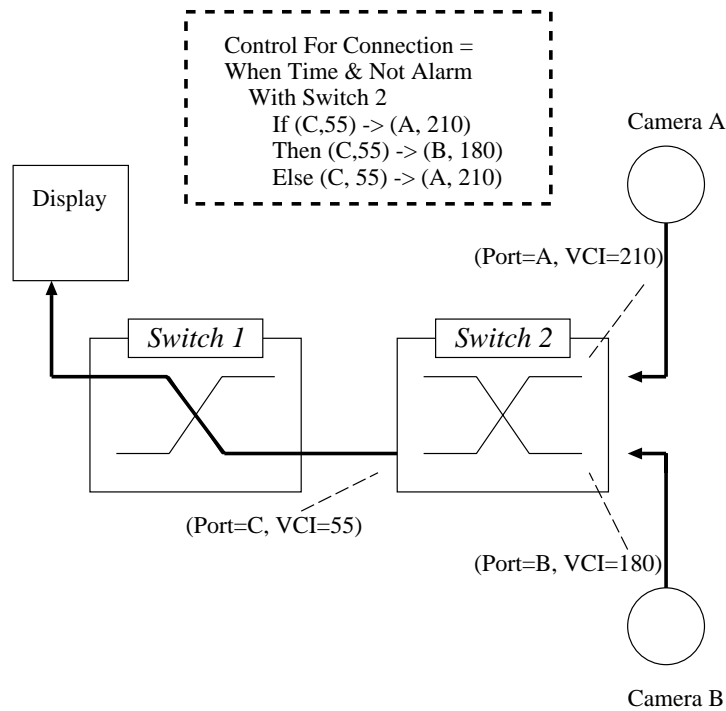 Control For Connection =
When Time & Not Alarm
With Switch 2
If (C,55) -> (A, 210)
Then (C,55) -> (B, 180)
Else (C, 55) -> (A, 210)
Camera A
Display
(Port=A, VCI=210)
Switch 1
Switch 2
(Port=C, VCI=55)
(Port=B, VCI=180)
Camera B